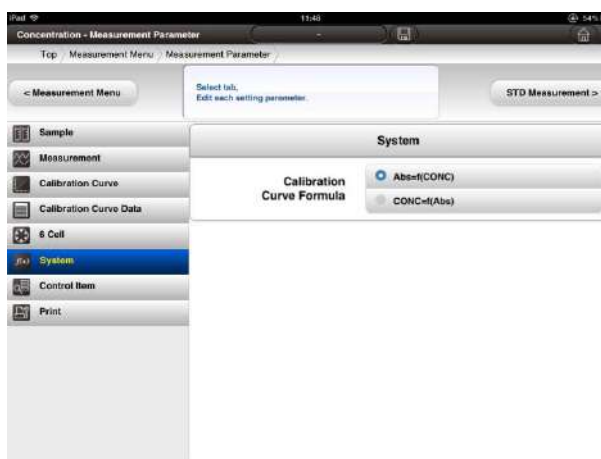 iPad 11:46 54%
Concentration - Measurement Parameter -
Top Measurement Menu Measurement Parameter
< Measurement Menu
Select tab,
Edit each setting parameter.
STD Measurement >
Sample
Measurement
Calibration Curve
Calibration Curve Data
6 Cell
f(x) System
Control Item
Print
System
Calibration
Curve Formula
Abs=f(CONC)
CONC=f(Abs)